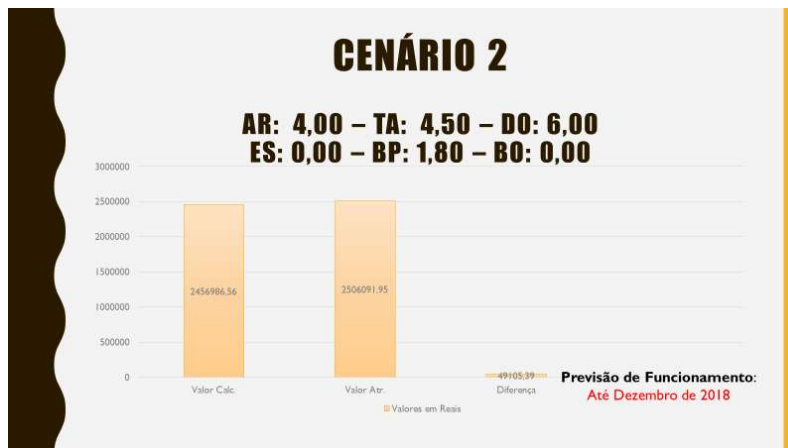 CENÁRIO 2
AR: 4,00 – TA: 4,50 – DO: 6,00
ES: 0,00 – BP: 1,80 – BO: 0,00
3000000
2500000
2000000
1500000
1000000
500000
0
2456986,56
2506091,95
49105,39
Valor Calc.
Valor Atr.
Diferença
Valores em Reais
Previsão de Funcionamento:
Até Dezembro de 2018